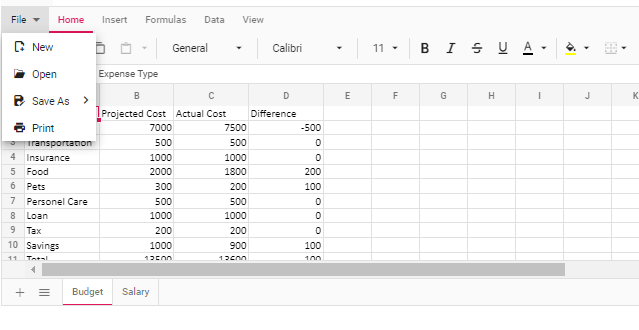 File Home Insert Formulas Data View
New General Calibri 11 B I S U A
Open Expense Type
Save As
Print
B C D E F G H I J K
Projected Cost Actual Cost Difference
7000 7500 -500
3 Transportation 500 500 0
4 Insurance 1000 1000 0
5 Food 2000 1800 200
6 Pets 300 200 100
7 Personel Care 500 500 0
8 Loan 1000 1000 0
9 Tax 200 200 0
10 Savings 1000 900 100
11 Total 13500 13600 100
Budget Salary